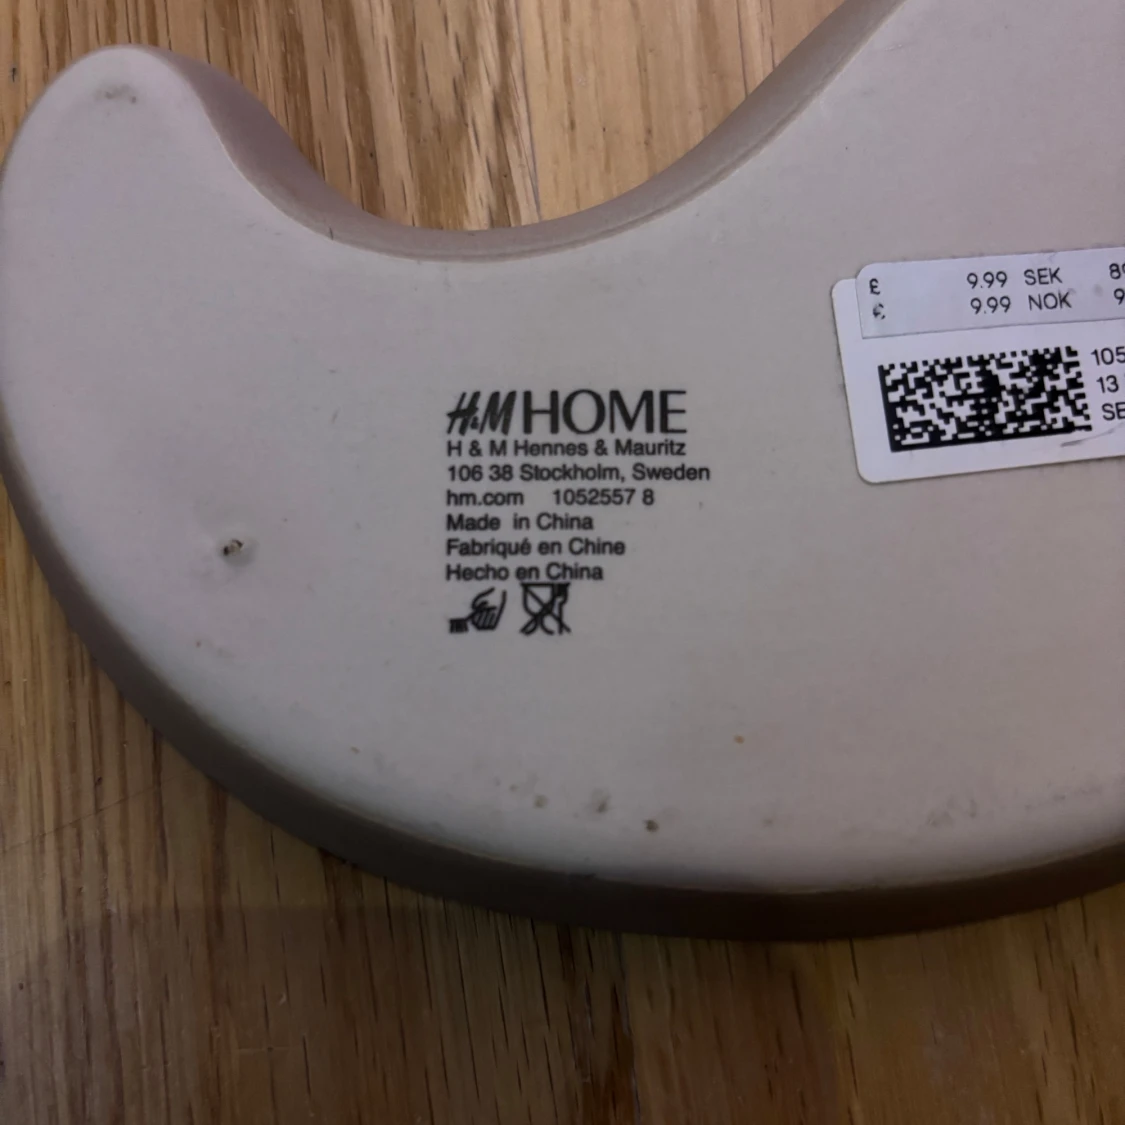 H&M HOME
H & M Hennes & Mauritz
106 38 Stockholm, Sweden
hm.com 1052557 8
Made in China
Fabriqué en Chine
Hecho en China
£ 9.99 SEK
€ 9.99 NOK
13